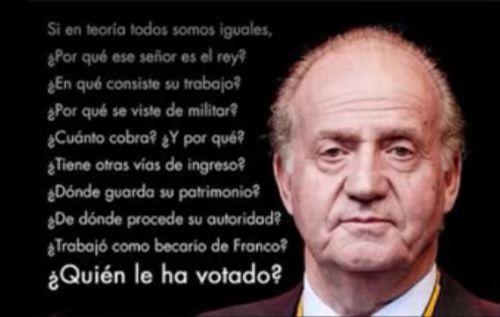 Si en teoría todos somos iguales,
¿Por qué ese señor es el rey?
¿En qué consiste su trabajo?
¿Por qué se viste de militar?
¿Cuánto cobra? ¿Y por qué?
¿Tiene otras vías de ingreso?
¿Dónde guarda su patrimonio?
¿De dónde procede su autoridad?
¿Trabajó como becario de Franco?
¿Quién le ha votado?